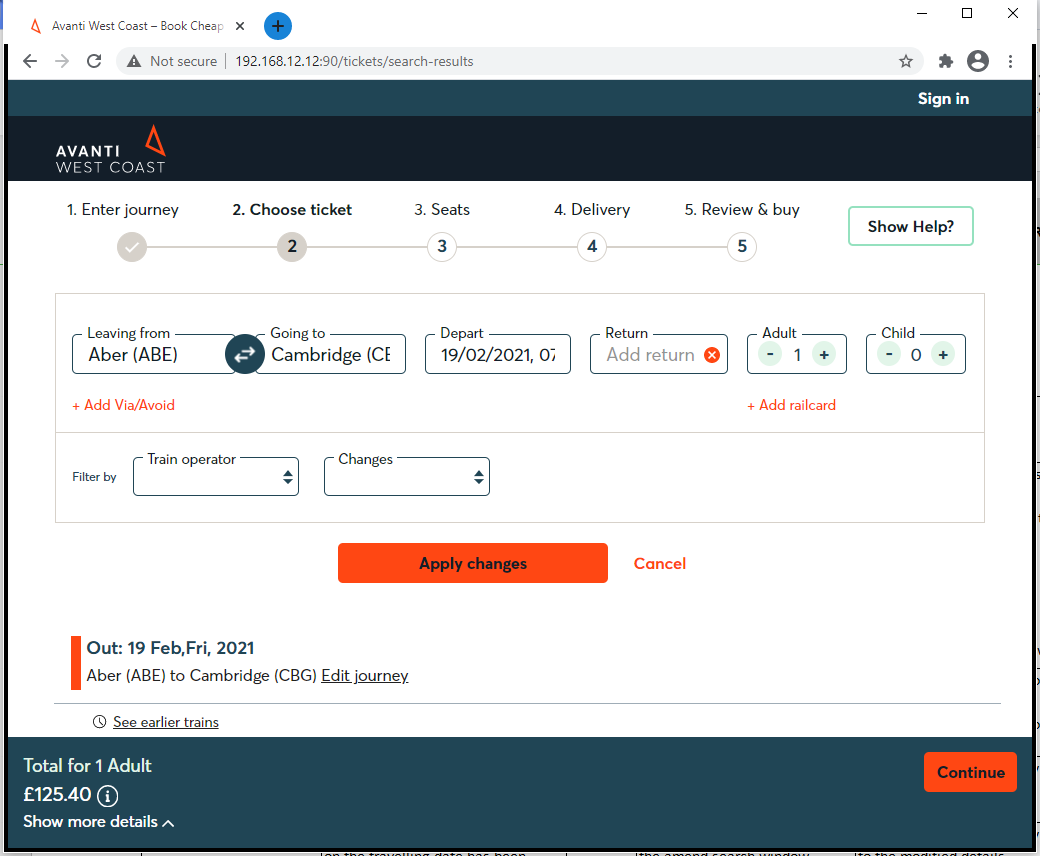 Avanti West Coast – Book Cheap
Not secure
192.168.12.12:90/tickets/search-results
Sign in
AVANTI
WEST COAST
1. Enter journey
2. Choose ticket
3. Seats
4. Delivery
5. Review & buy
Show Help?
2
3
4
5
Leaving from
Going to
Depart
Return
Adult
Child
Aber (ABE)
Cambridge (CE
19/02/2021, 07
Add return
- 1 +
- 0 +
+ Add Via/Avoid
+ Add railcard
Filter by
Train operator
Changes
Apply changes
Cancel
Out: 19 Feb,Fri, 2021
Aber (ABE) to Cambridge (CBG) Edit journey
See earlier trains
Total for 1 Adult
£125.40
Show more details
Continue